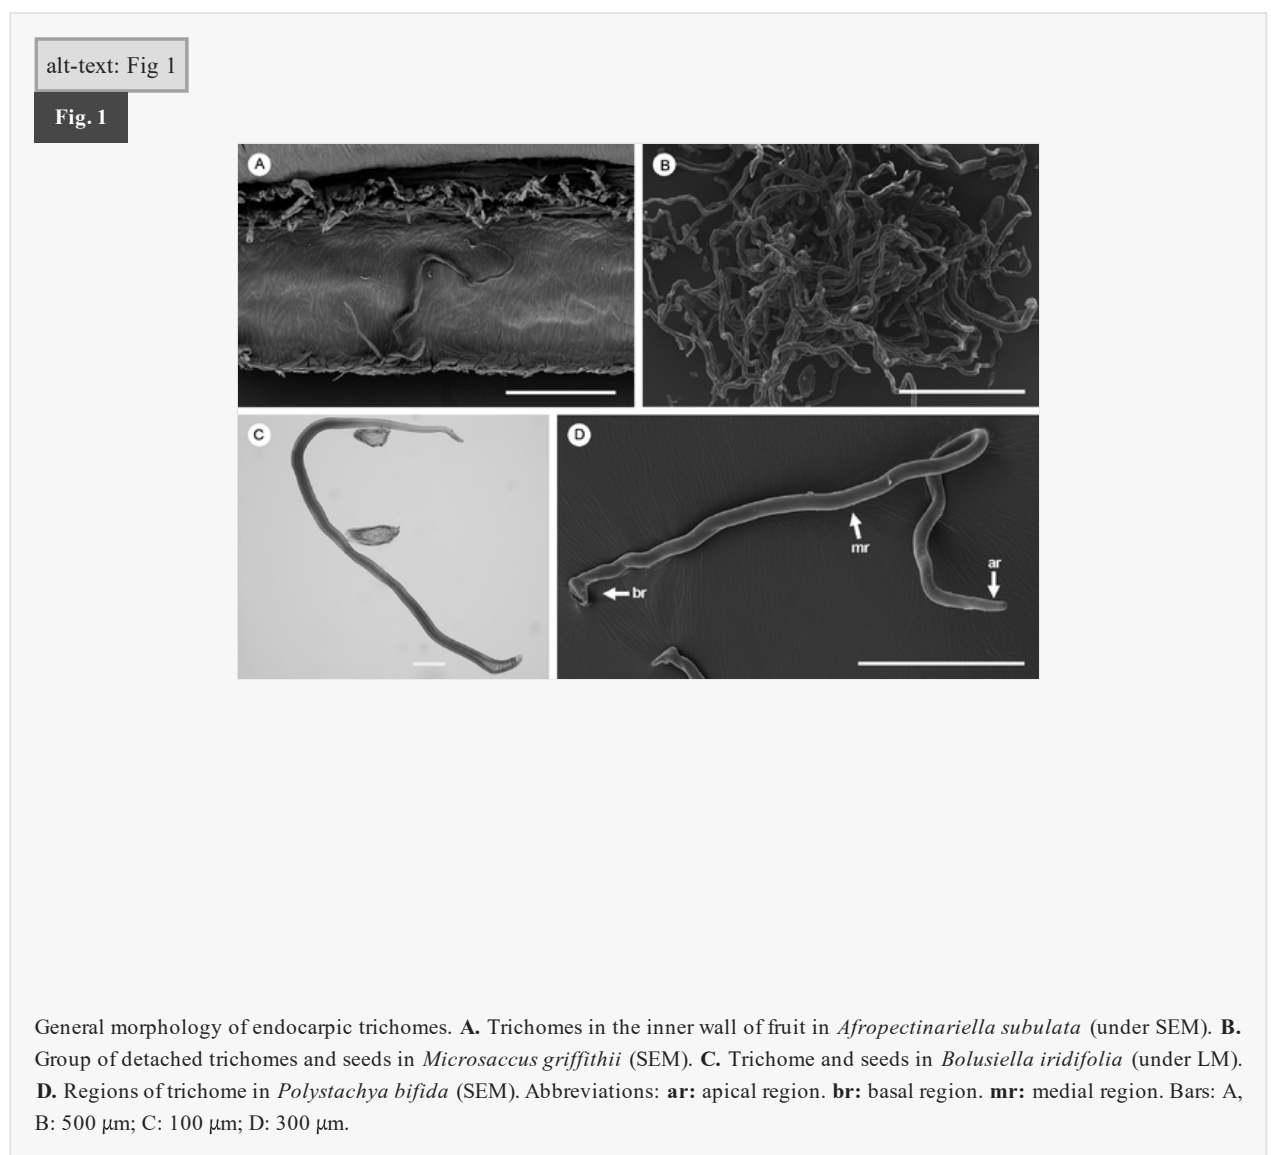 alt-text: Fig 1
Fig. 1
A
B
C
D
mr
ar
br
General morphology of endocarpic trichomes. A. Trichomes in the inner wall of fruit in Afropectinariella subulata (under SEM). B.
Group of detached trichomes and seeds in Microsaccus griffithii (SEM). C. Trichome and seeds in Bolusiella iridifolia (under LM).
D. Regions of trichome in Polystachya bifida (SEM). Abbreviations: ar: apical region. br: basal region. mr: medial region. Bars: A,
B: 500 μm; C: 100 μm; D: 300 μm.